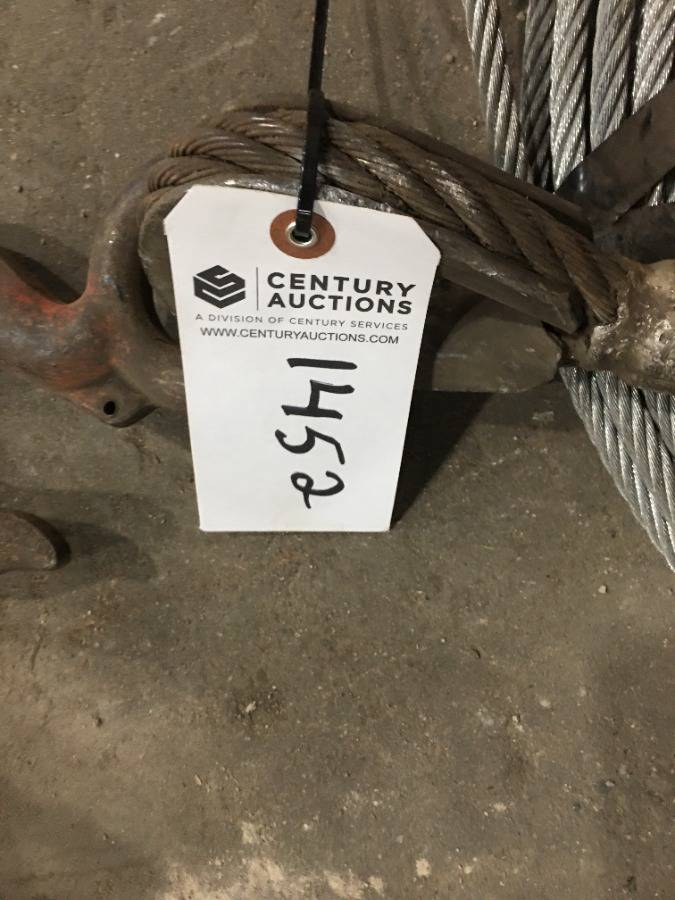 CENTURY
AUCTIONS
A DIVISION OF CENTURY SERVICES
WWW.CENTURYAUCTIONS.COM
1452